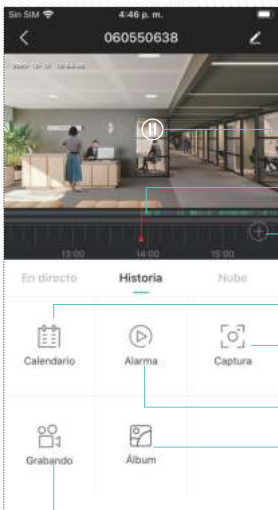 Sin SIM 4:46 p. m.
060550638
13:00 14:00 15:00
En directo Historia Nube
Calendario Alarma Captura
Grabando Álbum